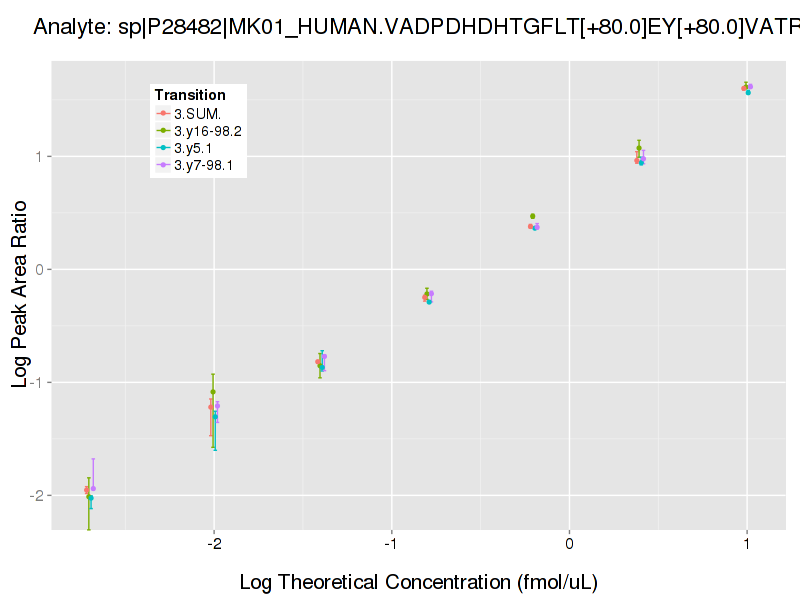 Analyte: sp|P28482|MK01_HUMAN.VADPDHDHTGFLT[+80.0]EY[+80.0]VATR
Transition
3.SUM.
3.y16-98.2
3.y5.1
3.y7-98.1
Log Peak Area Ratio
1
0
-1
-2
-2
-1
0
1
Log Theoretical Concentration (fmol/uL)